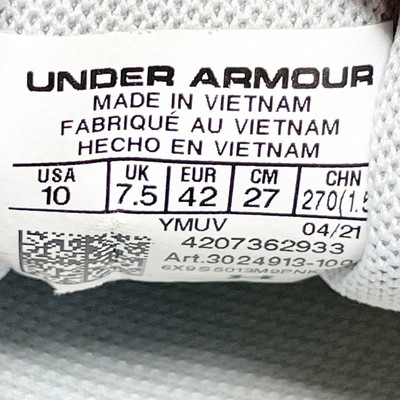 UNDER ARMOUR
MADE IN VIETNAM
FABRIQUÉ AU VIETNAM
HECHO EN VIETNAM
USA UK EUR CM CHN
10 7.5 42 27 270(1.5
YMUV 04/21
4207362933
Art.3024913-100
6X9S5013M9PNK